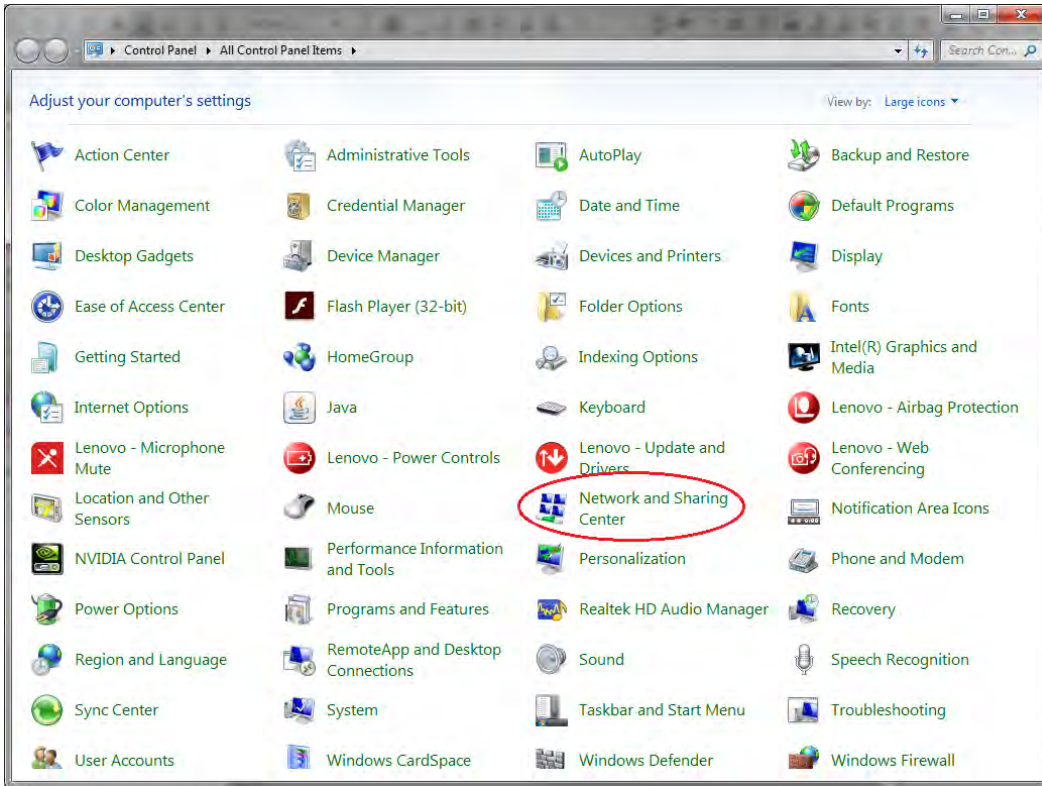 Control Panel ▸ All Control Panel Items ▸
Search Con...
Adjust your computer's settings
View by: Large icons
Action Center
Administrative Tools
AutoPlay
Backup and Restore
Color Management
Credential Manager
Date and Time
Default Programs
Desktop Gadgets
Device Manager
Devices and Printers
Display
Ease of Access Center
Flash Player (32-bit)
Folder Options
Fonts
Getting Started
HomeGroup
Indexing Options
Intel(R) Graphics and
Media
Internet Options
Java
Keyboard
Lenovo - Airbag Protection
Lenovo - Microphone
Mute
Lenovo - Power Controls
Lenovo - Update and
Drivers
Lenovo - Web
Conferencing
Location and Other
Sensors
Mouse
Network and Sharing
Center
Notification Area Icons
NVIDIA Control Panel
Performance Information
and Tools
Personalization
Phone and Modem
Power Options
Programs and Features
Realtek HD Audio Manager
Recovery
Region and Language
RemoteApp and Desktop
Connections
Sound
Speech Recognition
Sync Center
System
Taskbar and Start Menu
Troubleshooting
User Accounts
Windows CardSpace
Windows Defender
Windows Firewall